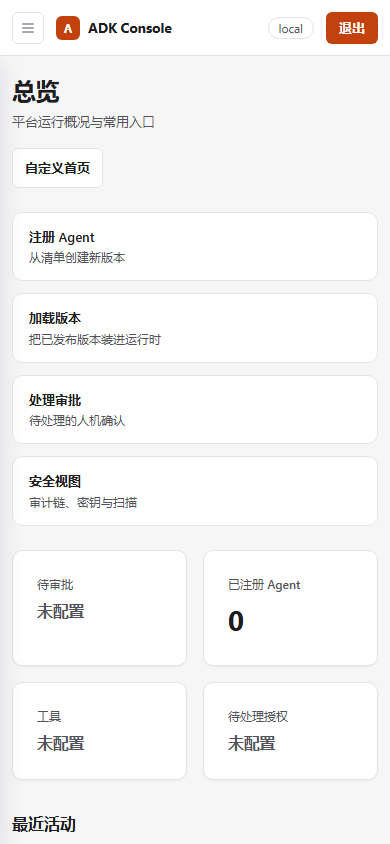 A ADK Console local 退出
总览
平台运行概况与常用入口
自定义首页
注册 Agent
从清单创建新版本
加载版本
把已发布版本装进运行时
处理审批
待处理的人机确认
安全视图
审计链、密钥与扫描
待审批
未配置
已注册 Agent
0
工具
未配置
待处理授权
未配置
最近活动